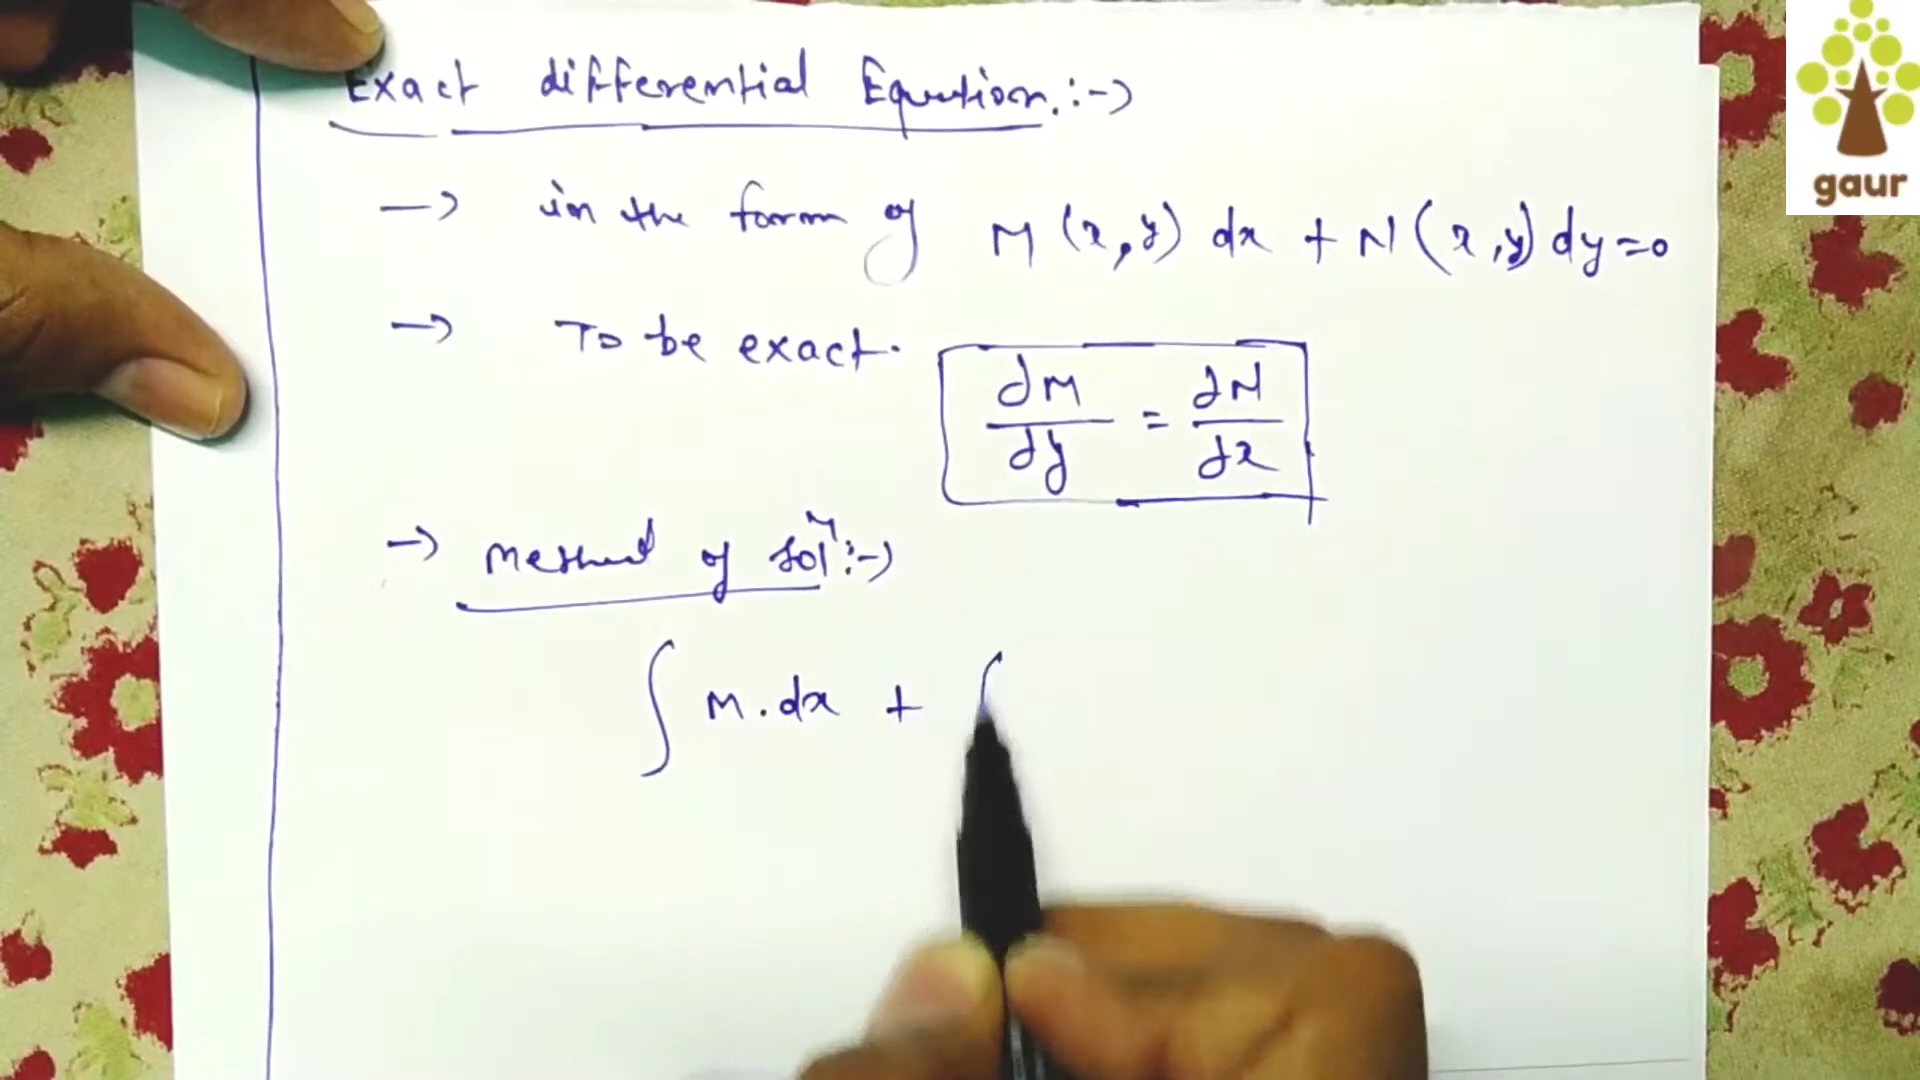 Exact differential Equation :->
gaur
-> in the form of M(x,y) dx + N(x,y) dy=0
-> To be exact. ∂M/∂y = ∂N/∂x
-> Method of solⁿ :->
∫ M.dx + ∫